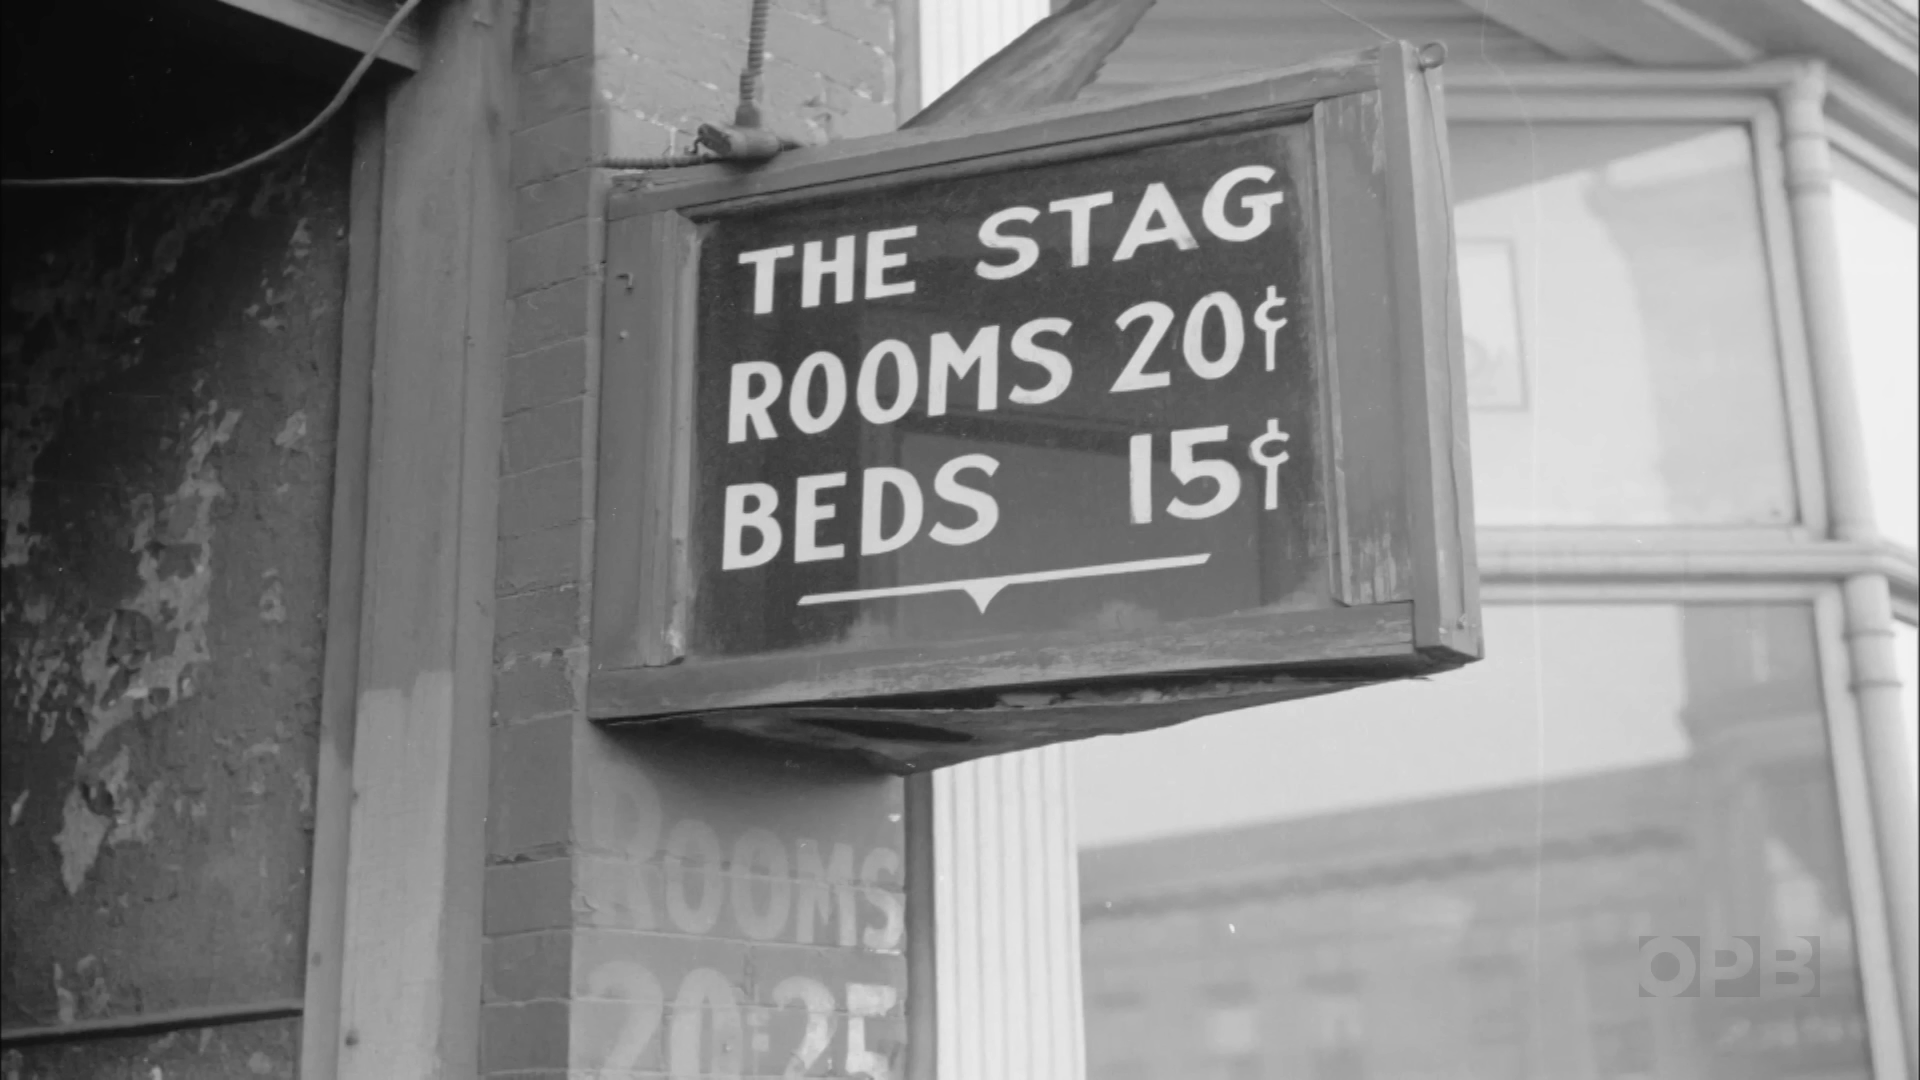 THE STAG
ROOMS 20¢
BEDS 15¢
ROOMS
20-25
OPB